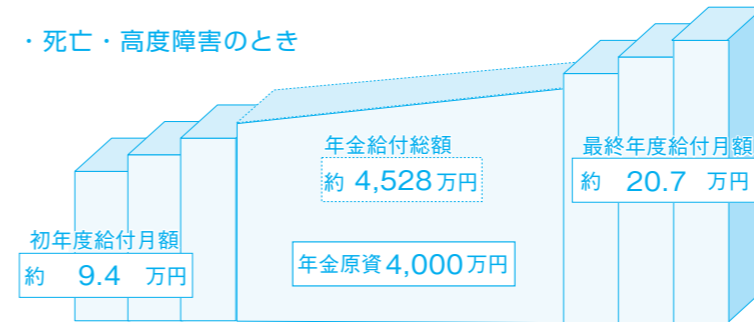 ・死亡・高度障害のとき
年金給付総額
約 4,528万円
最終年度給付月額
約 20.7 万円
初年度給付月額
約 9.4 万円
年金原資4,000万円